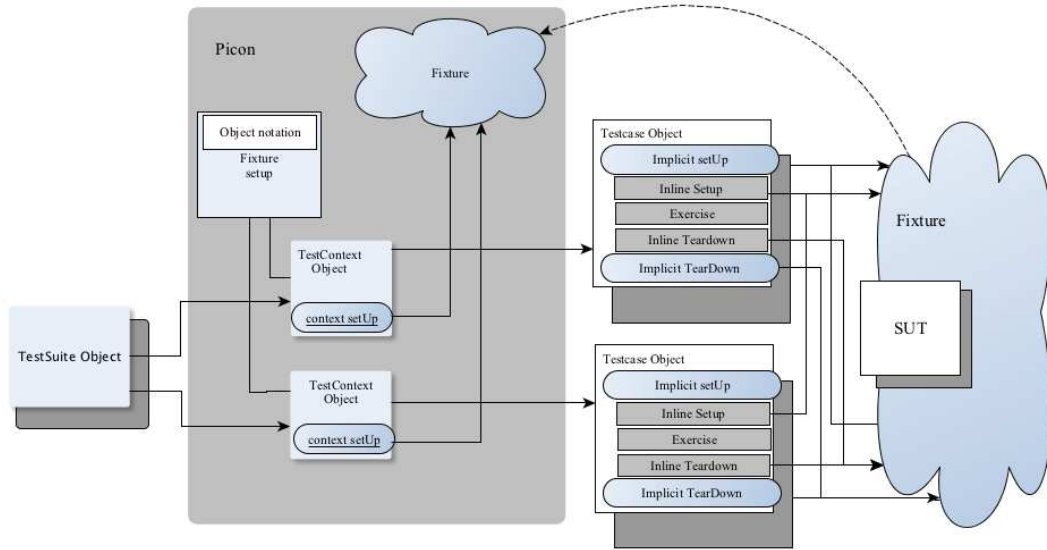 Picon
Fixture
Object notation
Fixture
setup
TestContext
Object
context setUp
TestSuite Object
TestContext
Object
context setUp
Testcase Object
Implicit setUp
Inline Setup
Exercise
Inline Teardown
Implicit TearDown
Testcase Object
Implicit setUp
Inline Setup
Exercise
Inline Teardown
Implicit TearDown
Fixture
SUT